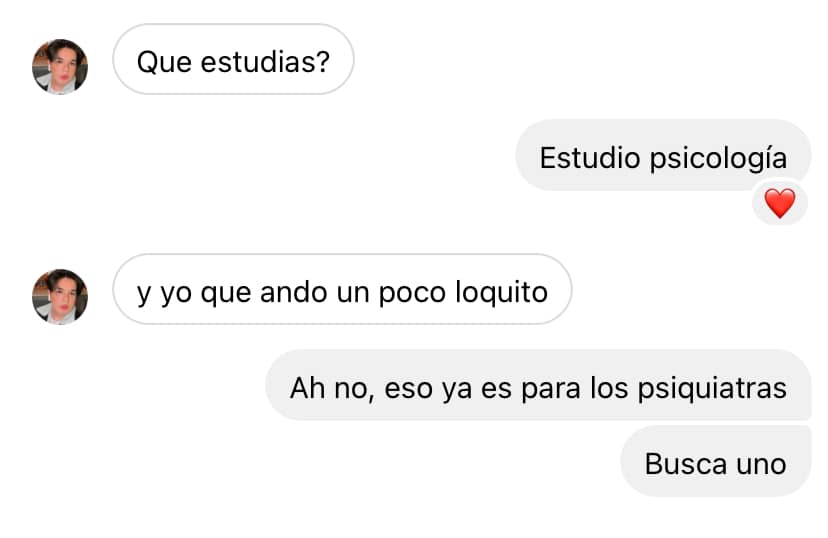 Que estudias?
Estudio psicología
y yo que ando un poco loquito
Ah no, eso ya es para los psiquiatras
Busca uno